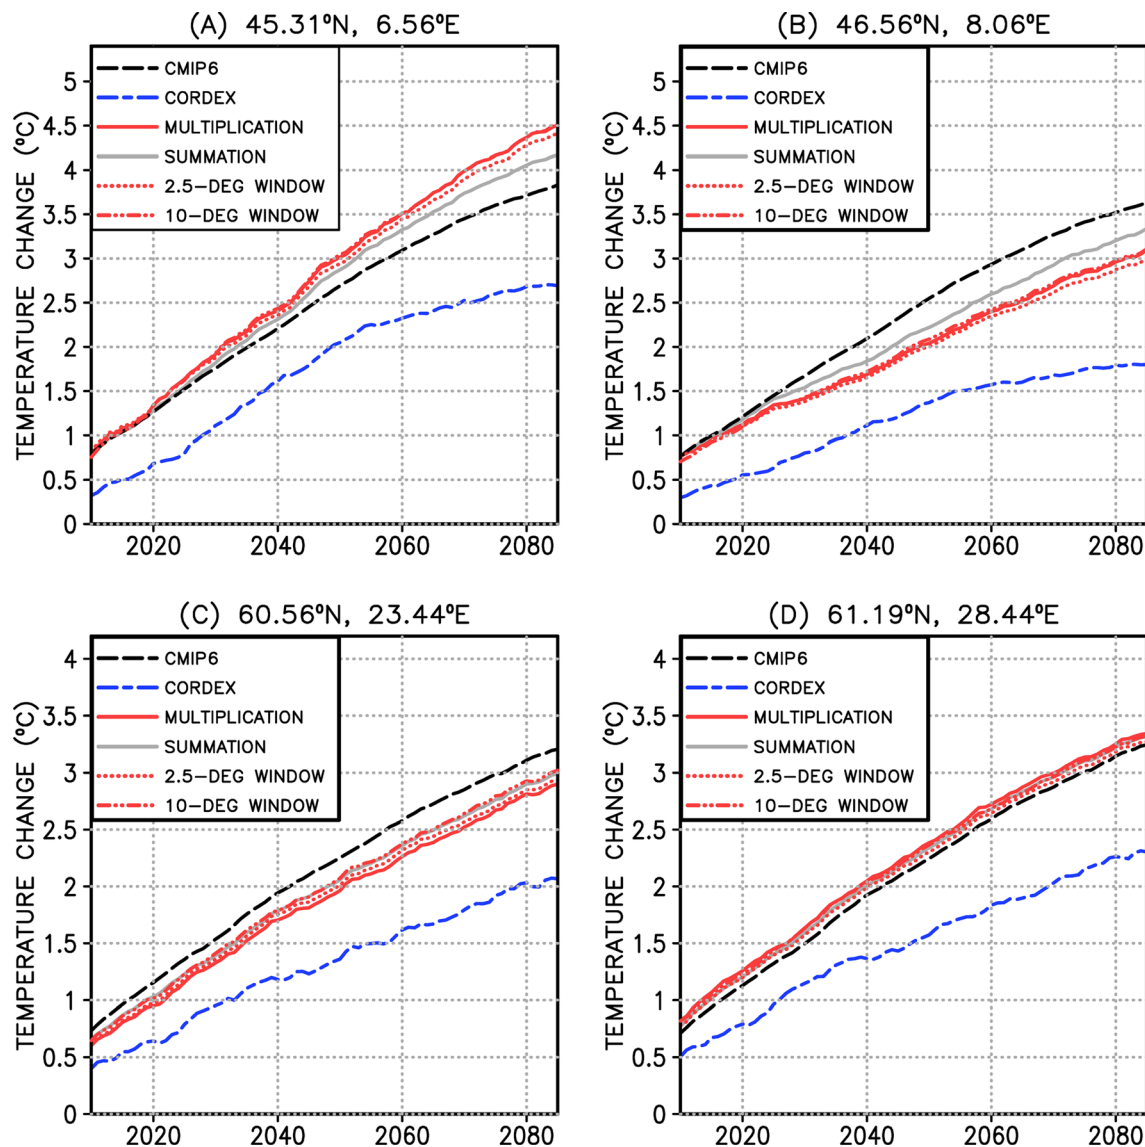 (A) 45.31ºN, 6.56ºE
TEMPERATURE CHANGE (ºC)
5
4.5
4
3.5
3
2.5
2
1.5
1
0.5
0
CMIP6
CORDEX
MULTIPLICATION
SUMMATION
2.5-DEG WINDOW
10-DEG WINDOW
2020 2040 2060 2080
(B) 46.56ºN, 8.06ºE
TEMPERATURE CHANGE (ºC)
5
4.5
4
3.5
3
2.5
2
1.5
1
0.5
0
CMIP6
CORDEX
MULTIPLICATION
SUMMATION
2.5-DEG WINDOW
10-DEG WINDOW
2020 2040 2060 2080
(C) 60.56ºN, 23.44ºE
TEMPERATURE CHANGE (ºC)
4
3.5
3
2.5
2
1.5
1
0.5
0
CMIP6
CORDEX
MULTIPLICATION
SUMMATION
2.5-DEG WINDOW
10-DEG WINDOW
2020 2040 2060 2080
(D) 61.19ºN, 28.44ºE
TEMPERATURE CHANGE (ºC)
4
3.5
3
2.5
2
1.5
1
0.5
0
CMIP6
CORDEX
MULTIPLICATION
SUMMATION
2.5-DEG WINDOW
10-DEG WINDOW
2020 2040 2060 2080